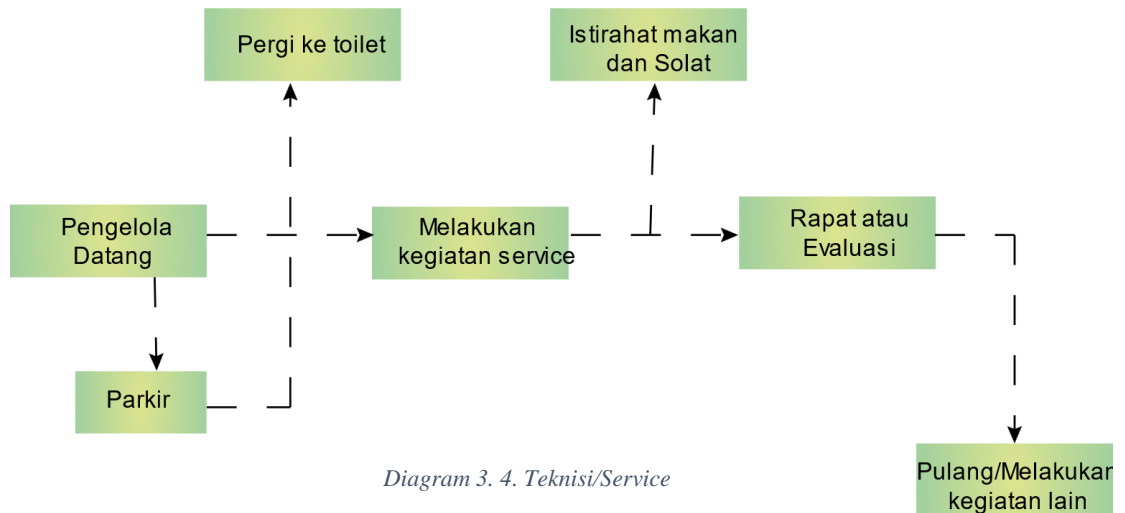 Pergi ke toilet
Istirahat makan
dan Solat
Pengelola
Datang
Melakukan
kegiatan service
Rapat atau
Evaluasi
Parkir
Diagram 3. 4. Teknisi/Service
Pulang/Melakukan
kegiatan lain